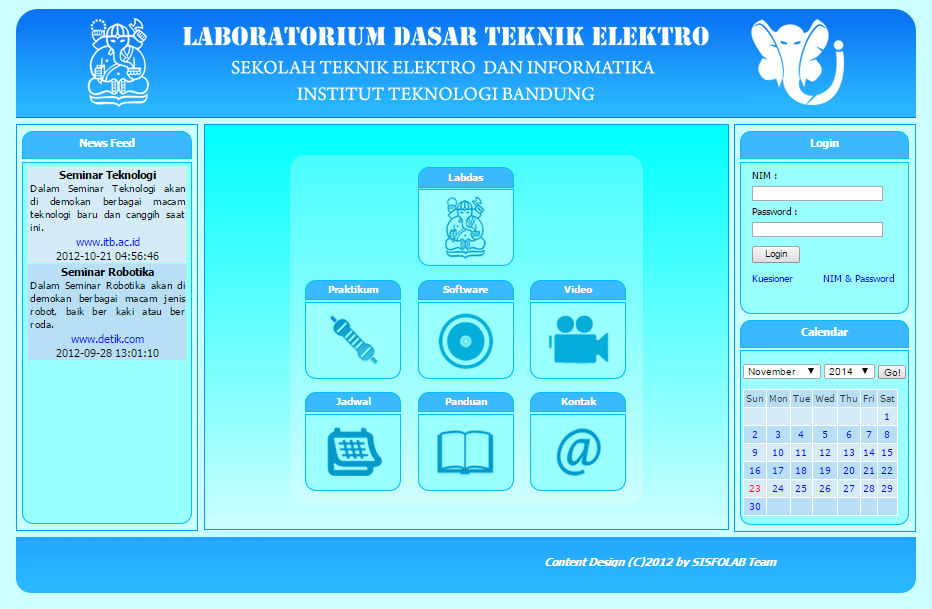 LABORATORIUM DASAR TEKNIK ELEKTRO
SEKOLAH TEKNIK ELEKTRO DAN INFORMATIKA
INSTITUT TEKNOLOGI BANDUNG
News Feed
Seminar Teknologi
Dalam Seminar Teknologi akan
di demokan berbagai macam
teknologi baru dan canggih saat
ini.
www.itb.ac.id
2012-10-21 04:56:46
Seminar Robotika
Dalam Seminar Robotika akan di
demokan berbagai macam jenis
robot, baik ber kaki atau ber
roda.
www.detik.com
2012-09-28 13:01:10
Labdas
Praktikum Software Video
Jadwal Panduan Kontak
@
Login
NIM :
Password :
Login
Kuesioner NIM & Password
Calendar
November 2014 Go!
Sun Mon Tue Wed Thu Fri Sat
1
2 3 4 5 6 7 8
9 10 11 12 13 14 15
16 17 18 19 20 21 22
23 24 25 26 27 28 29
30
Content Design (C)2012 by SISFOLAB Team